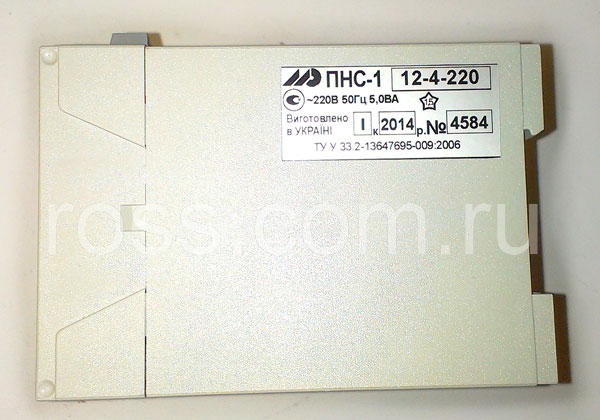 ПНС-1 12-4-220
~220В 50Гц 5,0ВА
Виготовлено в УКРАЇНІ I к 2014 р. № 4584
ТУ У 33.2-13647695-009:2006
ross.com.ru